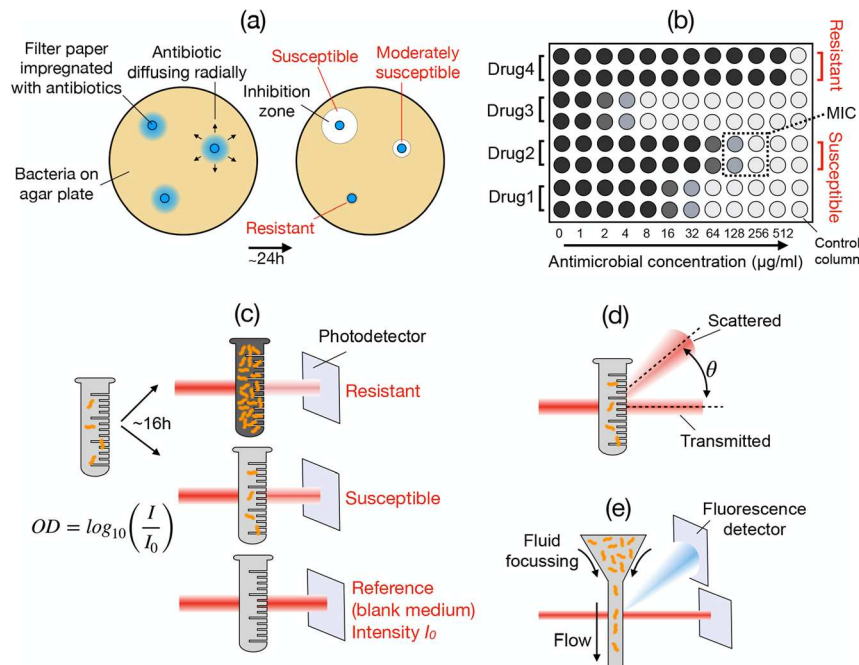 (a)
Filter paper
impregnated
with antibiotics
Antibiotic
diffusing radially
Bacteria on
agar plate
~24h
Susceptible
Moderately
susceptible
Inhibition
zone
Resistant
(b)
Drug4
Drug3
Drug2
Drug1
Resistant
MIC
Susceptible
0 1 2 4 8 16 32 64 128 256 512
Antimicrobial concentration (µg/ml)
Control
column
(c)
Photodetector
Resistant
~16h
Susceptible
OD = log10(I/I0)
Reference
(blank medium)
Intensity I0
(d)
Scattered
θ
Transmitted
(e)
Fluid
focussing
Fluorescence
detector
Flow